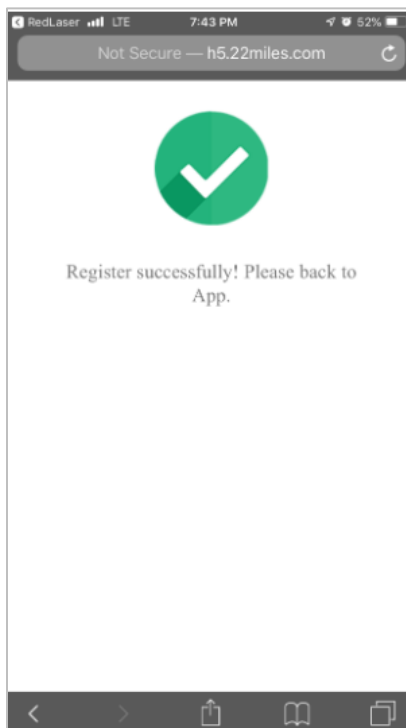 RedLaser LTE 7:43 PM 52%
Not Secure — h5.22miles.com
Register successfully! Please back to
App.